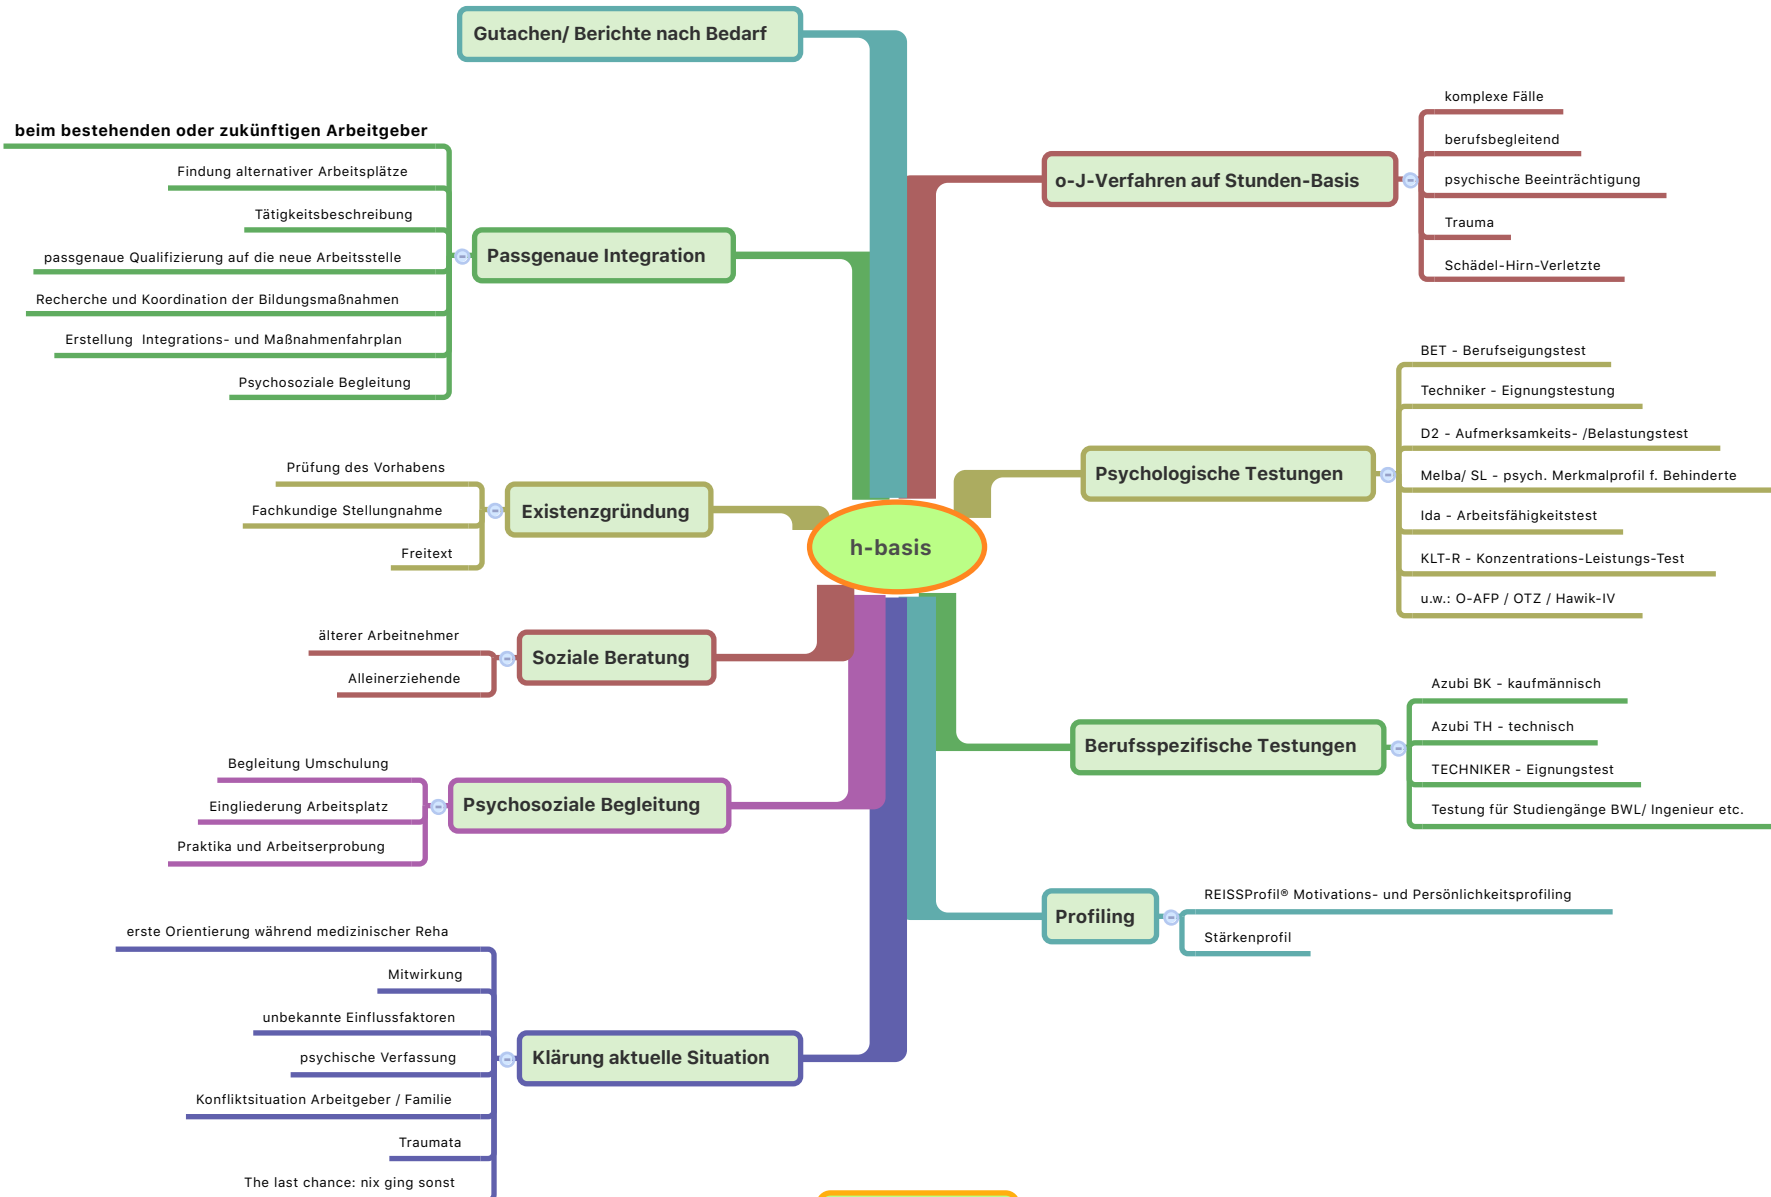 Gutachen/ Berichte nach Bedarf
beim bestehenden oder zukünftigen Arbeitgeber
Findung alternativer Arbeitsplätze
Tätigkeitsbeschreibung
passgenaue Qualifizierung auf die neue Arbeitsstelle
Recherche und Koordination der Bildungsmaßnahmen
Erstellung  Integrations- und Maßnahmenfahrplan
Psychosoziale Begleitung
Passgenaue Integration
Prüfung des Vorhabens
Fachkundige Stellungnahme
Freitext
Existenzgründung
älterer Arbeitnehmer
Alleinerziehende
Soziale Beratung
Begleitung Umschulung
Eingliederung Arbeitsplatz
Praktika und Arbeitserprobung
Psychosoziale Begleitung
erste Orientierung während medizinischer Reha
Mitwirkung
unbekannte Einflussfaktoren
psychische Verfassung
Konfliktsituation Arbeitgeber / Familie
Traumata
The last chance: nix ging sonst
Klärung aktuelle Situation
h-basis
o-J-Verfahren auf Stunden-Basis
komplexe Fälle
berufsbegleitend
psychische Beeinträchtigung
Trauma
Schädel-Hirn-Verletzte
Psychologische Testungen
BET - Berufseigungstest
Techniker - Eignungstestung
D2 - Aufmerksamkeits- /Belastungstest
Melba/ SL - psych. Merkmalprofil f. Behinderte
Ida - Arbeitsfähigkeitstest
KLT-R - Konzentrations-Leistungs-Test
u.w.: O-AFP / OTZ / Hawik-IV
Berufsspezifische Testungen
Azubi BK - kaufmännisch
Azubi TH - technisch
TECHNIKER - Eignungstest
Testung für Studiengänge BWL/ Ingenieur etc.
Profiling
REISSProfil® Motivations- und Persönlichkeitsprofiling
Stärkenprofil